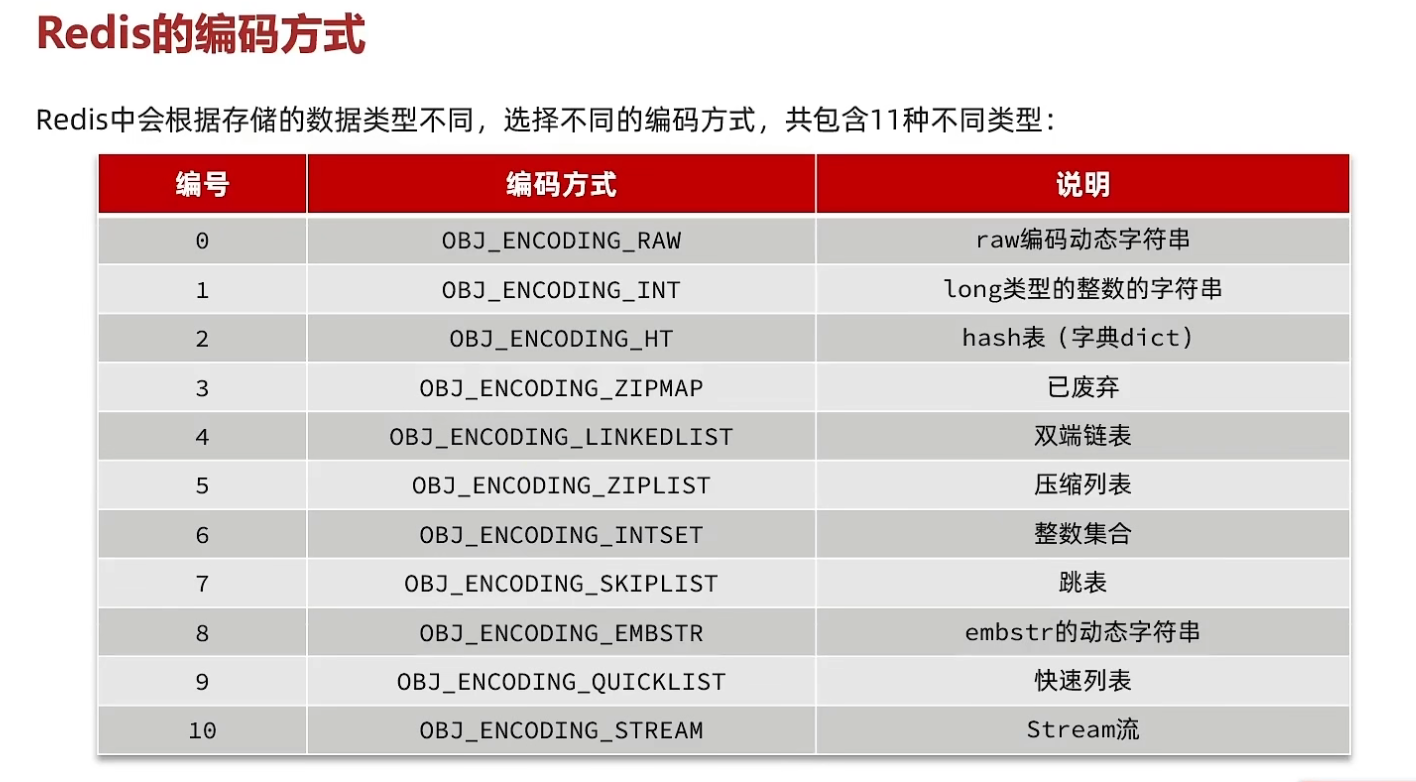 Redis的编码方式
Redis中会根据存储的数据类型不同，选择不同的编码方式，共包含11种不同类型：
编号 编码方式 说明
0 OBJ_ENCODING_RAW raw编码动态字符串
1 OBJ_ENCODING_INT long类型的整数的字符串
2 OBJ_ENCODING_HT hash表（字典dict）
3 OBJ_ENCODING_ZIPMAP 已废弃
4 OBJ_ENCODING_LINKEDLIST 双端链表
5 OBJ_ENCODING_ZIPLIST 压缩列表
6 OBJ_ENCODING_INTSET 整数集合
7 OBJ_ENCODING_SKIPLIST 跳表
8 OBJ_ENCODING_EMBSTR embstr的动态字符串
9 OBJ_ENCODING_QUICKLIST 快速列表
10 OBJ_ENCODING_STREAM Stream流